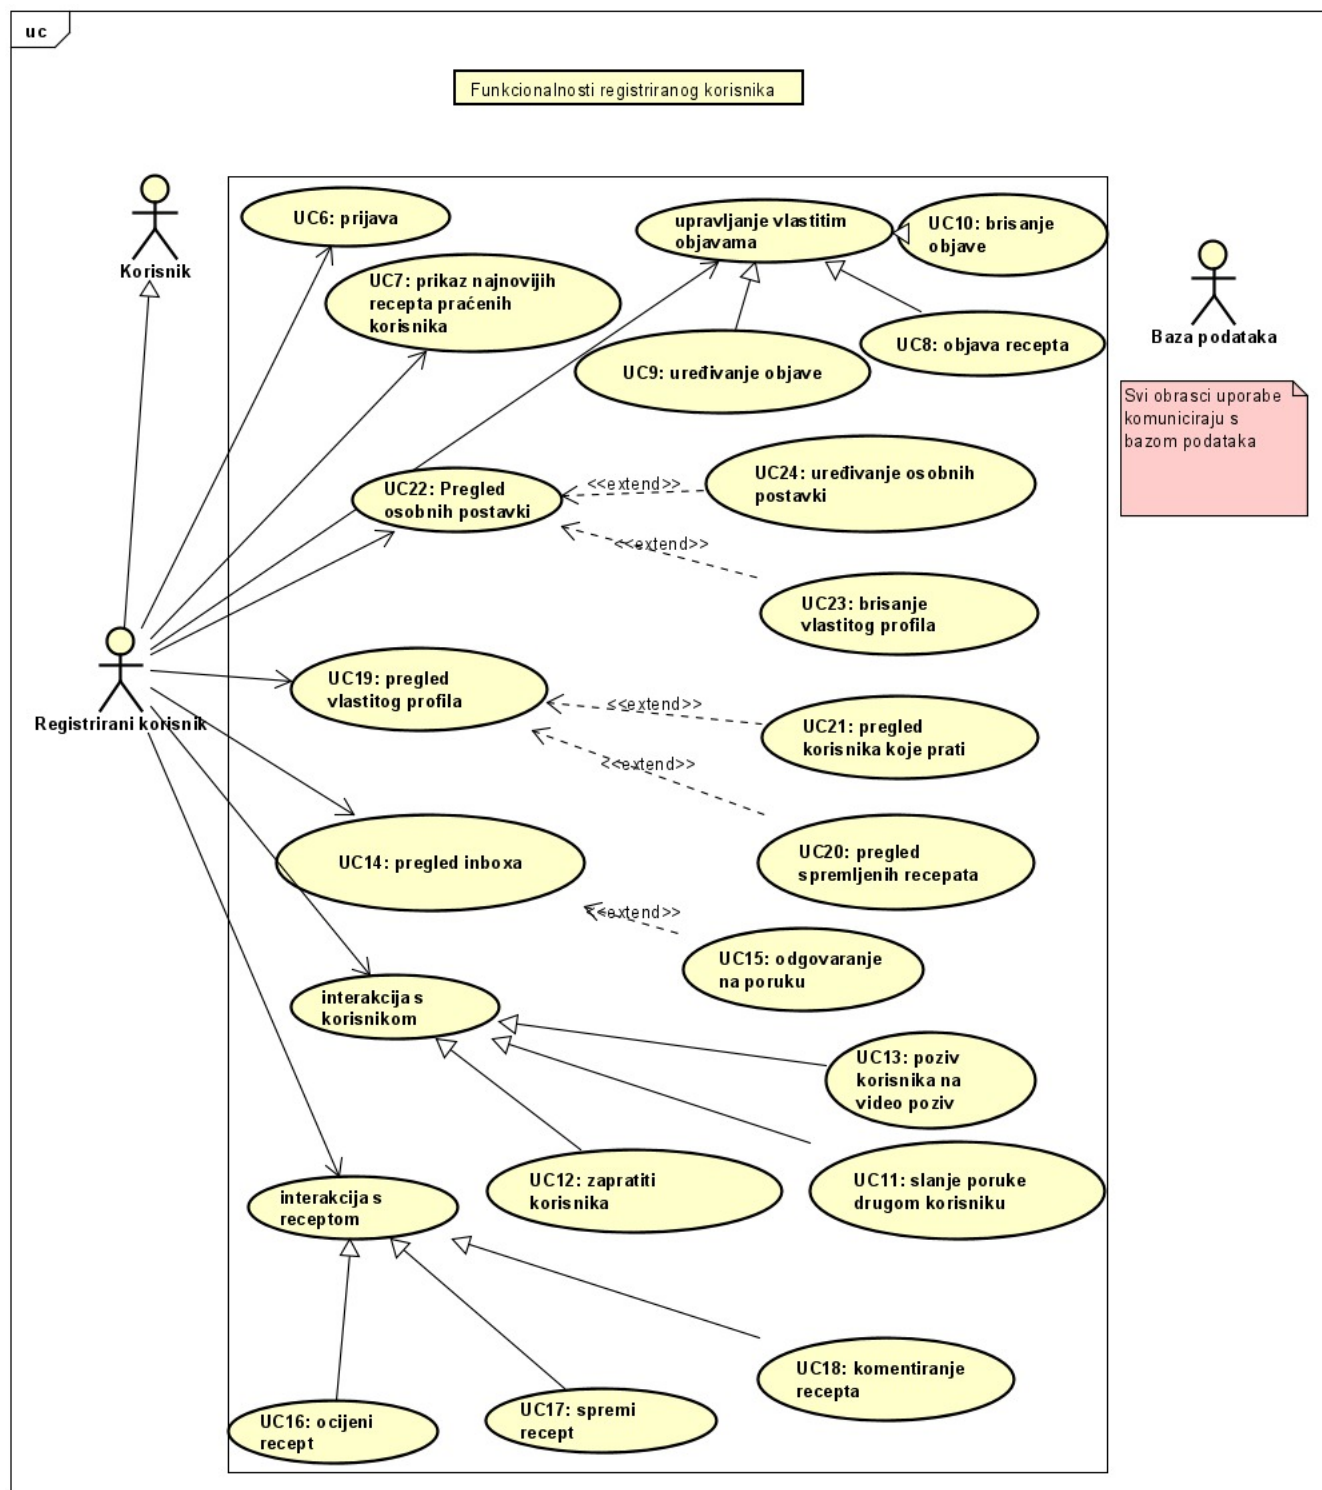 uc
Funkcionalnosti registriranog korisnika
Korisnik
UC6: prijava
UC7: prikaz najnovijih
recepta praćenih
korisnika
upravljanje vlastitim
objavama
UC10: brisanje
objave
UC9: uređivanje objave
UC8: objava recepta
Baza podataka
Svi obrasci uporabe
komuniciraju s
bazom podataka
UC22: Pregled
osobnih postavki
<<extend>>
UC24: uređivanje osobnih
postavki
<<extend>>
UC23: brisanje
vlastitog profila
Registrirani korisnik
UC19: pregled
vlastitog profila
<<extend>>
UC21: pregled
korisnika koje prati
<<extend>>
UC20: pregled
spremljenih recepata
UC14: pregled inboxa
<<extend>>
UC15: odgovaranje
na poruku
interakcija s
korisnikom
UC13: poziv
korisnika na
video poziv
UC12: zapratiti
korisnika
UC11: slanje poruke
drugom korisniku
interakcija s
receptom
UC18: komentiranje
recepta
UC16: ocijeni
recept
UC17: spremi
recept